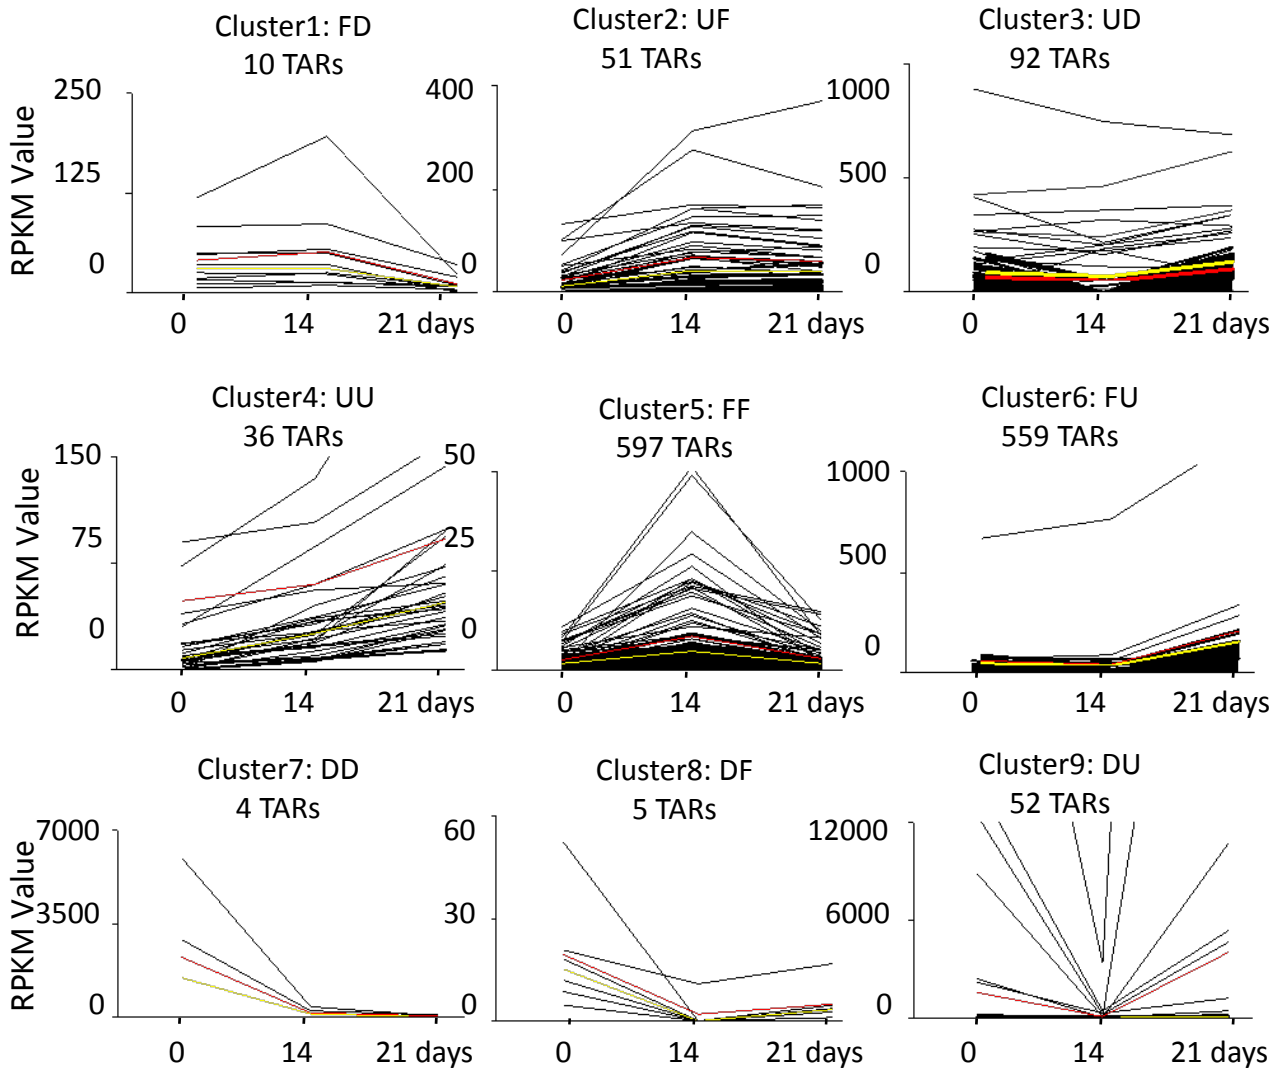 Cluster1: FD
10 TARs
Cluster2: UF
51 TARs
Cluster3: UD
92 TARs
RPKM Value
250
125
0
0
14
21 days
400
200
0
0
14
21 days
1000
500
0
0
14
21 days
Cluster4: UU
36 TARs
Cluster5: FF
597 TARs
Cluster6: FU
559 TARs
RPKM Value
150
75
0
0
14
21 days
50
25
0
0
14
21 days
1000
500
0
0
14
21 days
Cluster7: DD
4 TARs
Cluster8: DF
5 TARs
Cluster9: DU
52 TARs
RPKM Value
7000
3500
0
0
14
21 days
60
30
0
0
14
21 days
12000
6000
0
0
14
21 days